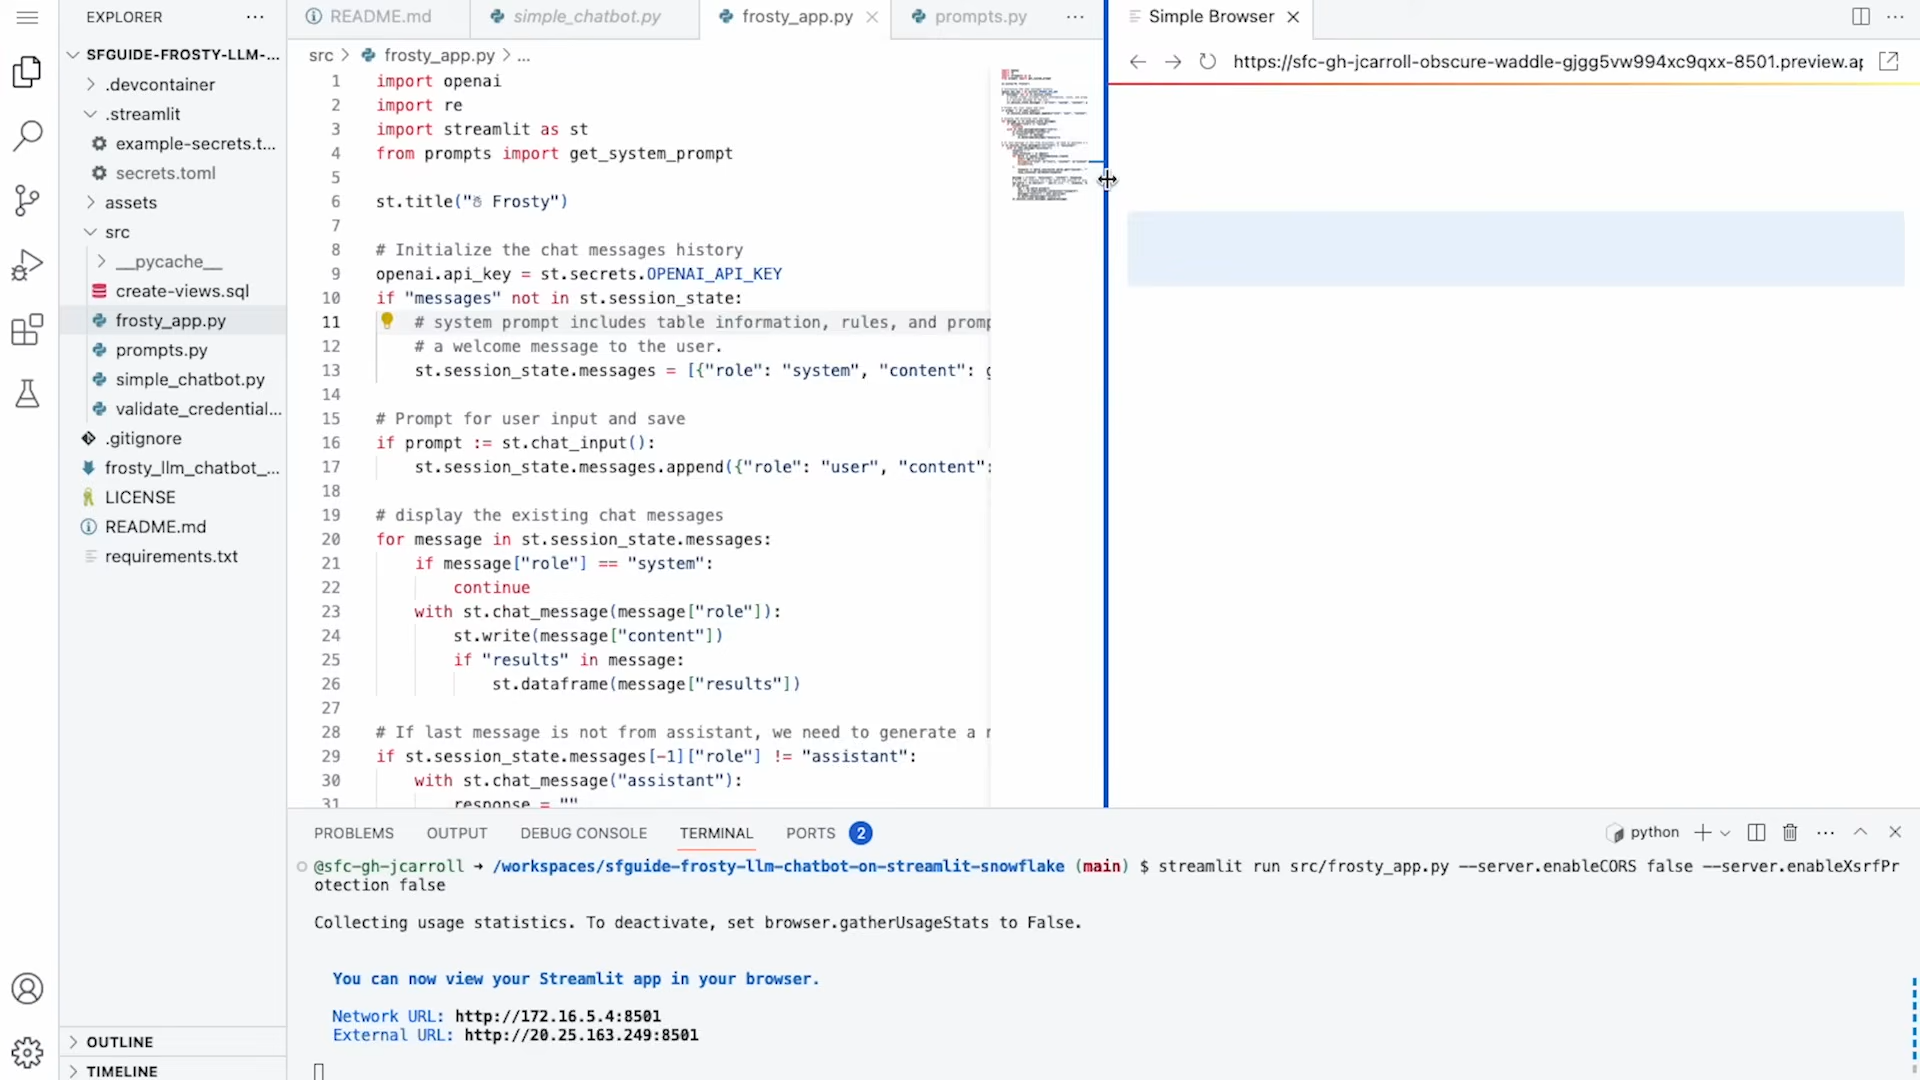 EXPLORER
SFGUIDE-FROSTY-LLM-...
.devcontainer
.streamlit
example-secrets.t...
secrets.toml
assets
src
__pycache__
create-views.sql
frosty_app.py
prompts.py
simple_chatbot.py
validate_credential...
.gitignore
frosty_llm_chatbot_...
LICENSE
README.md
requirements.txt
OUTLINE
TIMELINE
README.md simple_chatbot.py frosty_app.py prompts.py
src > frosty_app.py > ...
1 import openai
2 import re
3 import streamlit as st
4 from prompts import get_system_prompt
5
6 st.title("☃ Frosty")
7
8 # Initialize the chat messages history
9 openai.api_key = st.secrets.OPENAI_API_KEY
10 if "messages" not in st.session_state:
11 # system prompt includes table information, rules, and promp
12 # a welcome message to the user.
13 st.session_state.messages = [{"role": "system", "content": g
14
15 # Prompt for user input and save
16 if prompt := st.chat_input():
17 st.session_state.messages.append({"role": "user", "content":
18
19 # display the existing chat messages
20 for message in st.session_state.messages:
21 if message["role"] == "system":
22 continue
23 with st.chat_message(message["role"]):
24 st.write(message["content"])
25 if "results" in message:
26 st.dataframe(message["results"])
27
28 # If last message is not from assistant, we need to generate a
29 if st.session_state.messages[-1]["role"] != "assistant":
30 with st.chat_message("assistant"):
31 response = ""
Simple Browser
https://sfc-gh-jcarroll-obscure-waddle-gjgg5vw994xc9qxx-8501.preview.ap
PROBLEMS OUTPUT DEBUG CONSOLE TERMINAL PORTS 2
python
@sfc-gh-jcarroll → /workspaces/sfguide-frosty-llm-chatbot-on-streamlit-snowflake (main) $ streamlit run src/frosty_app.py --server.enableCORS false --server.enableXsrfPr
otection false
Collecting usage statistics. To deactivate, set browser.gatherUsageStats to False.
You can now view your Streamlit app in your browser.
Network URL: http://172.16.5.4:8501
External URL: http://20.25.163.249:8501